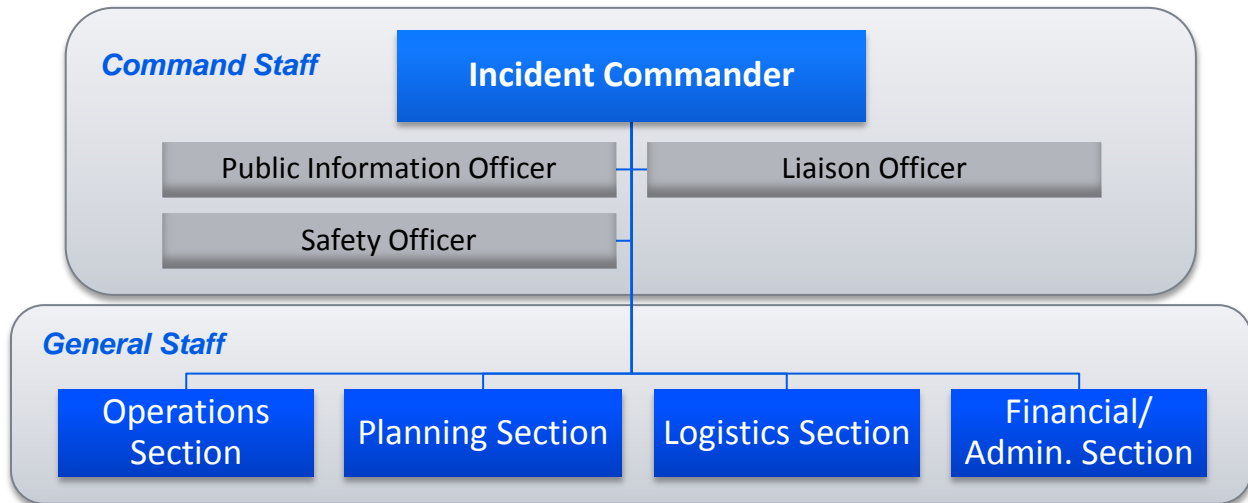 Command Staff
Incident Commander
Public Information Officer
Liaison Officer
Safety Officer
General Staff
Operations
Section
Planning Section
Logistics Section
Financial/
Admin. Section